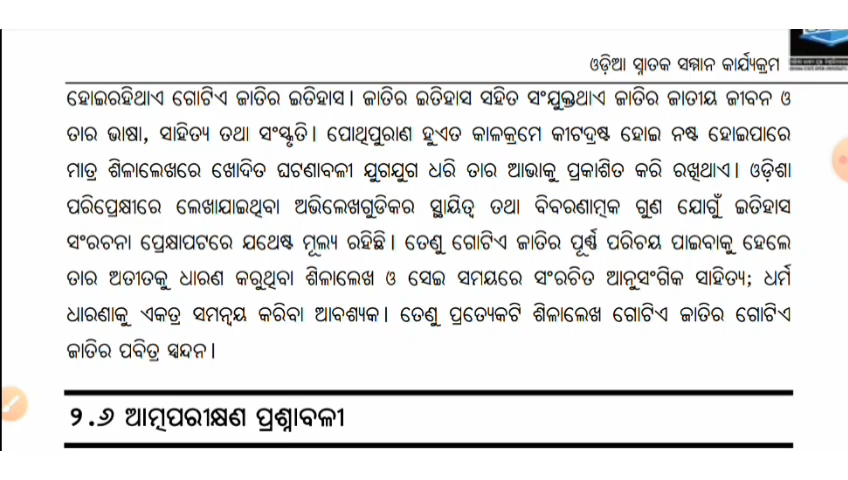 ଓଡ଼ିଆ ସ୍ନାତକ ସମ୍ମାନ କାର୍ଯ୍ୟକ୍ରମ
ହୋଇରହିଥାଏ ଗୋଟିଏ ଜାତିର ଇତିହାସ। ଜାତିର ଇତିହାସ ସହିତ ସଂଯୁକ୍ତଥାଏ ଜାତିର ଜାତୀୟ ଜୀବନ ଓ
ତାର ଭାଷା, ସାହିତ୍ୟ ତଥା ସଂସ୍କୃତି। ପୋଥିପୁରାଣ ହୁଏତ କାଳକ୍ରମେ କୀଟଦ୍ରଷ୍ଟ ହୋଇ ନଷ୍ଟ ହୋଇପାରେ
ମାତ୍ର ଶିଳାଲେଖରେ ଖୋଦିତ ଘଟଣାବଳୀ ଯୁଗଯୁଗ ଧରି ତାର ଆଭାକୁ ପ୍ରକାଶିତ କରି ରଖିଥାଏ। ଓଡ଼ିଶା
ପରିପ୍ରେକ୍ଷୀରେ ଲେଖାଯାଇଥିବା ଅଭିଲେଖଗୁଡିକର ସ୍ଥାୟିତ୍ୱ ତଥା ବିବରଣାତ୍ମକ ଗୁଣ ଯୋଗୁଁ ଇତିହାସ
ସଂରଚନା ପ୍ରେକ୍ଷାପଟରେ ଯଥେଷ୍ଟ ମୂଲ୍ୟ ରହିଛି। ତେଣୁ ଗୋଟିଏ ଜାତିର ପୂର୍ଣ୍ଣ ପରିଚୟ ପାଇବାକୁ ହେଲେ
ତାର ଅତୀତକୁ ଧାରଣ କରୁଥିବା ଶିଳାଲେଖ ଓ ସେଇ ସମୟରେ ସଂରଚିତ ଆନୁସଂଗିକ ସାହିତ୍ୟ; ଧର୍ମ
ଧାରଣାକୁ ଏକତ୍ର ସମନ୍ୱୟ କରିବା ଆବଶ୍ୟକ। ତେଣୁ ପ୍ରତ୍ୟେକଟି ଶିଳାଲେଖ ଗୋଟିଏ ଜାତିର ଗୋଟିଏ
ଜାତିର ପବିତ୍ର ସ୍ପନ୍ଦନ।
୨.୬ ଆତ୍ମପରୀକ୍ଷଣ ପ୍ରଶ୍ନାବଳୀ